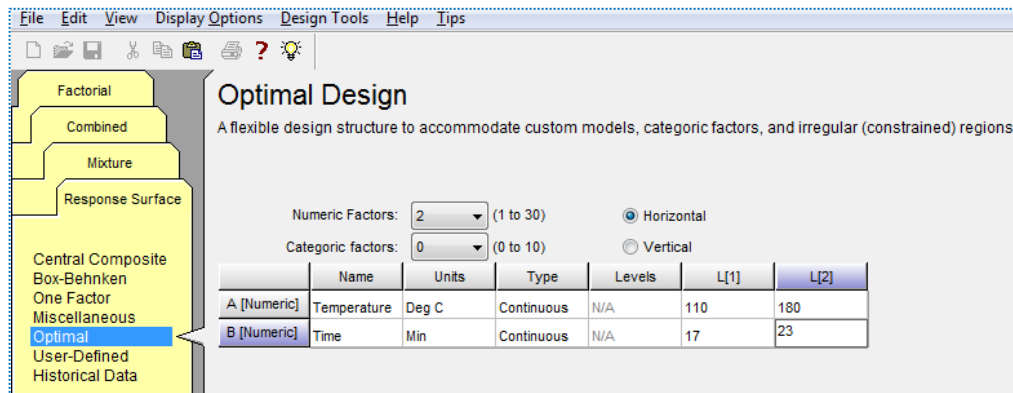 File Edit View Display Options Design Tools Help Tips
Factorial
Combined
Mixture
Response Surface
Central Composite
Box-Behnken
One Factor
Miscellaneous
Optimal
User-Defined
Historical Data
Optimal Design
A flexible design structure to accommodate custom models, categoric factors, and irregular (constrained) regions
Numeric Factors: 2 (1 to 30) Horizontal
Categoric factors: 0 (0 to 10) Vertical
Name Units Type Levels L[1] L[2]
A [Numeric] Temperature Deg C Continuous N/A 110 180
B [Numeric] Time Min Continuous N/A 17 23